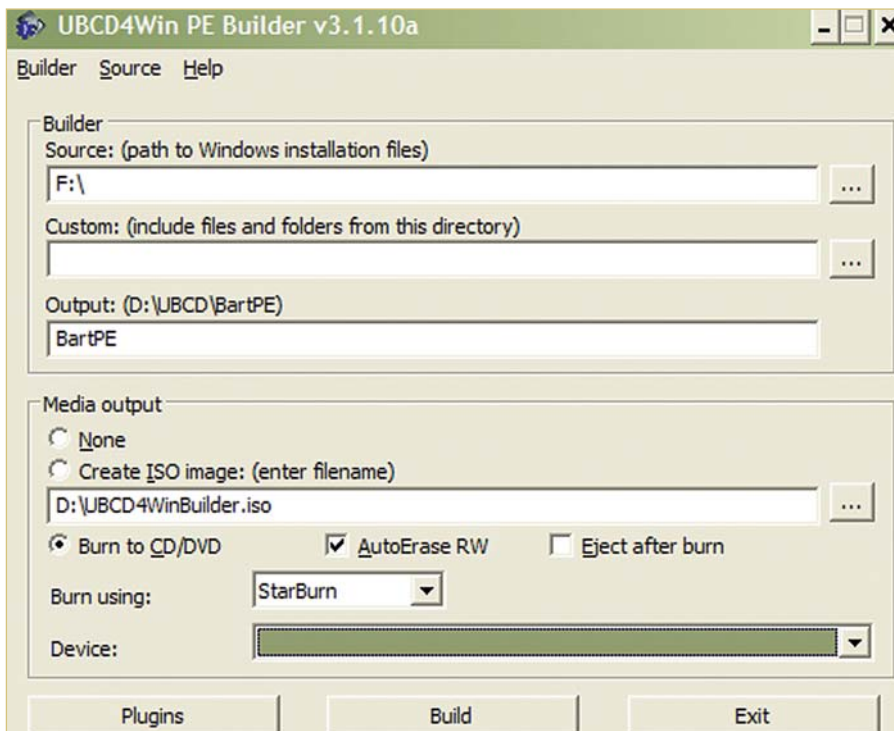 UBCD4Win PE Builder v3.1.10a
Builder Source Help
Builder
Source: (path to Windows installation files)
F:\
...
Custom: (include files and folders from this directory)
...
Output: (D:\UBCD\BartPE)
BartPE
Media output
None
Create ISO image: (enter filename)
D:\UBCD4WinBuilder.iso
...
Burn to CD/DVD AutoErase RW Eject after burn
Burn using: StarBurn
Device:
Plugins Build Exit